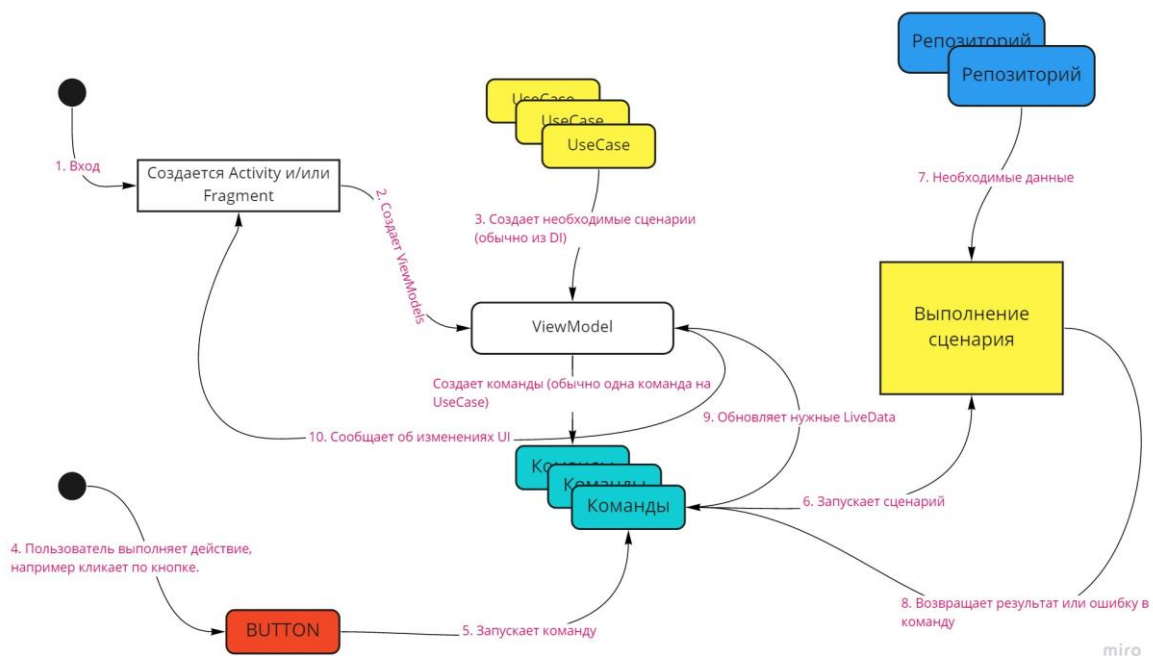 Репозиторий
Репозиторий
UseCase
UseCase
UseCase
1. Вход
Создается Activity и/или
Fragment
2. Создает ViewModels
3. Создает необходимые сценарии
(обычно из DI)
7. Необходимые данные
ViewModel
Выполнение
сценария
Создает команды (обычно одна команда на
UseCase)
9. Обновляет нужные LiveData
10. Сообщает об изменениях UI
Команды
Команды
Команды
6. Запускает сценарий
4. Пользователь выполняет действие,
например кликает по кнопке.
BUTTON
5. Запускает команду
8. Возвращает результат или ошибку в
команду
miro